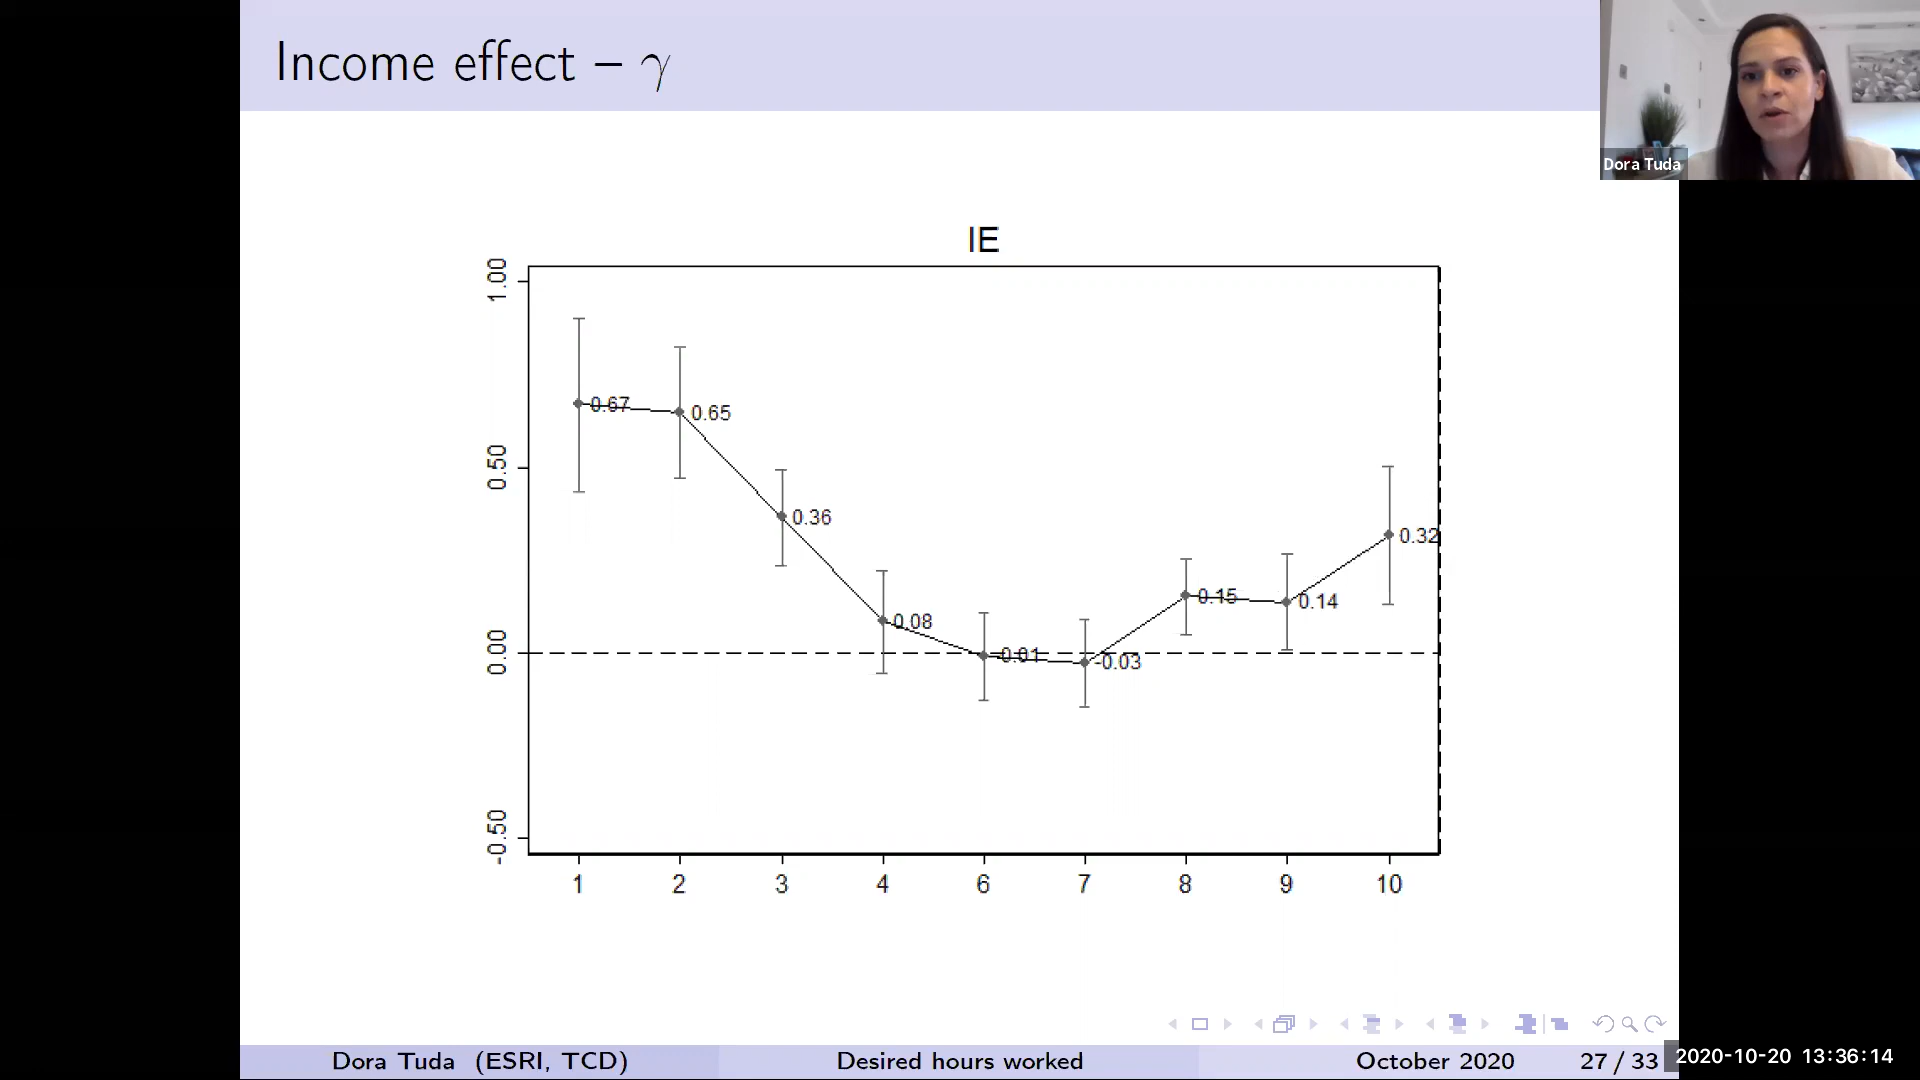 Income effect – γ
Dora Tuda
IE
1.00
0.50
0.00
-0.50
0.67
0.65
0.36
0.08
-0.01
-0.03
0.15
0.14
0.32
1 2 3 4 6 7 8 9 10
Dora Tuda (ESRI, TCD) Desired hours worked October 2020 27 / 33
2020-10-20 13:36:14